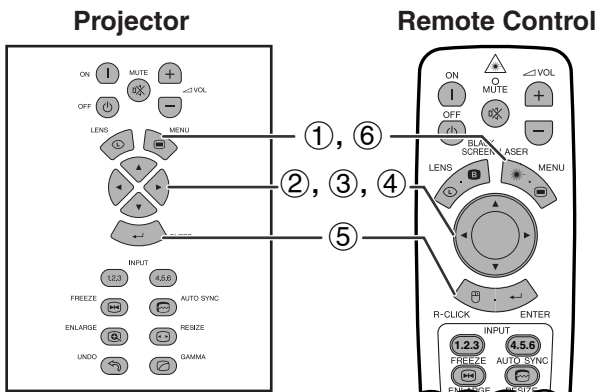 Projector
ON
MUTE
VOL
OFF
LENS
MENU
L
INPUT
1,2,3
4,5,6
FREEZE
AUTO SYNC
ENLARGE
RESIZE
UNDO
GAMMA
①, ⑥
②, ③, ④
⑤
Remote Control
ON
MUTE
VOL
OFF
BLACK
SCREEN
LASER
LENS
MENU
B
L
R-CLICK
ENTER
INPUT
1.2.3
4.5.6
FREEZE
AUTO SYNC
ENLARGE
RESIZE